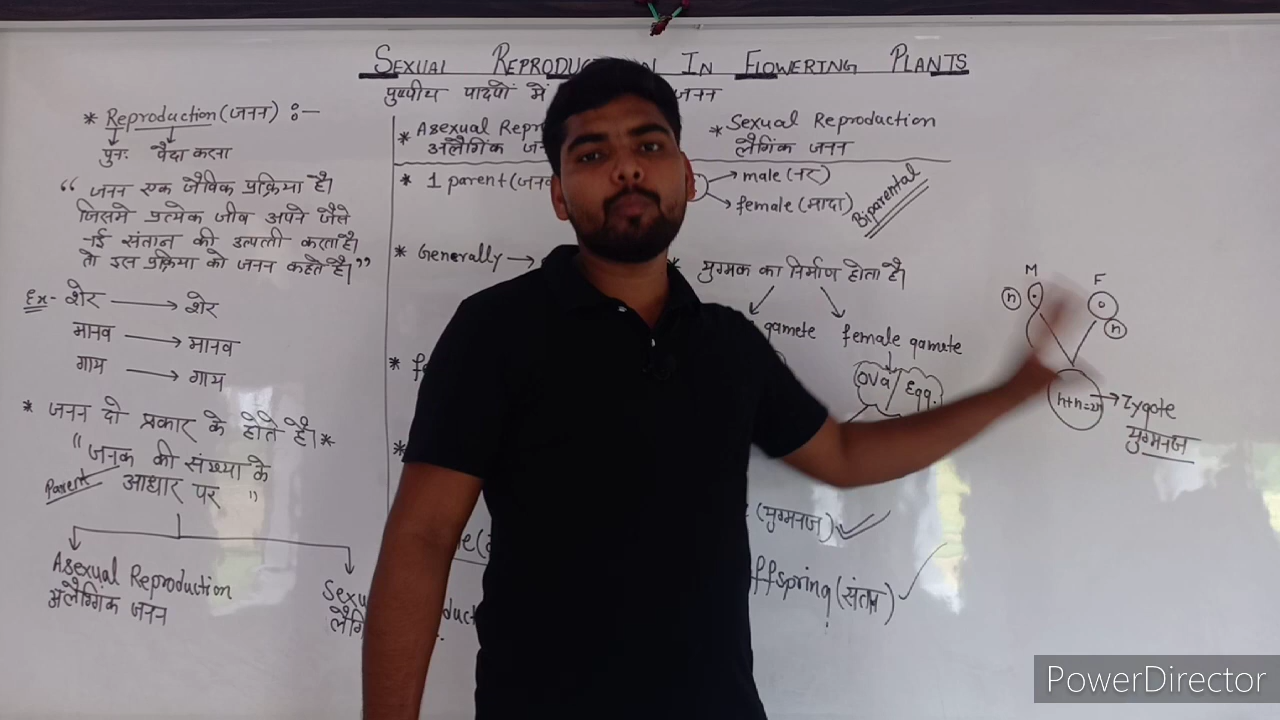 SEXUAL REPRODUCTION IN FLOWERING PLANTS
पुष्पीय पादपों में जनन
* Reproduction (जनन) :-
पुनः पैदा करना
“ जनन एक जैविक प्रक्रिया है।
जिसमे प्रत्येक जीव अपने जैसे
नई संतान की उत्पत्ती करता है।
तो इस प्रक्रिया को जनन कहते है। ”
Ex- शेर → शेर
मानव → मानव
गाय → गाय
* जनन दो प्रकार के होते है। *
“ जनक की संख्या के
Parent आधार पर ”
Asexual Reproduction
अलैंगिक जनन
* Asexual
अलैंगिक
* 1 parent
* Generally →
* Sexual Reproduction
लैंगिक जनन
male (नर)
female (मादा)
Biparental
* युग्मक का निर्माण होता है।
gamete female gamete
Ova / Egg.
(युग्मनज)
(संतान)
M F
n n
n+n=2n → Zygote
युग्मनज
PowerDirector